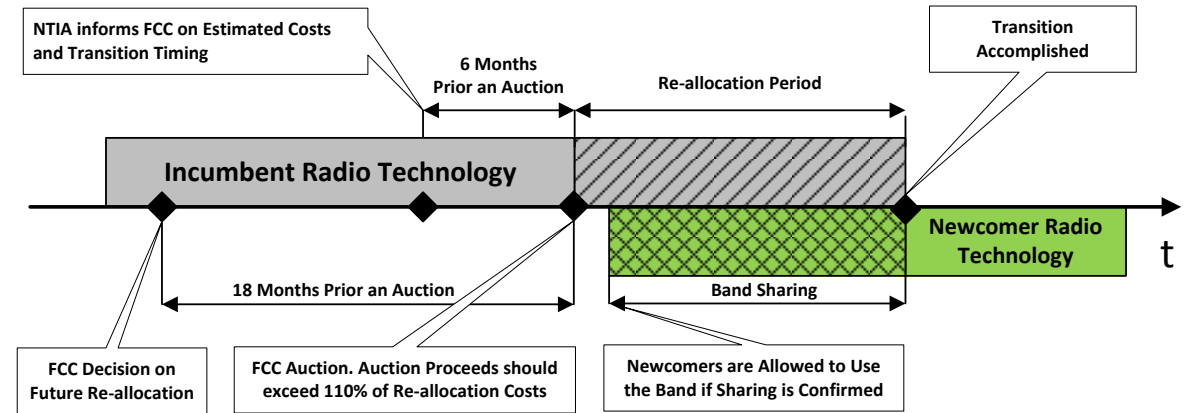 NTIA informs FCC on Estimated Costs
and Transition Timing
Transition
Accomplished
6 Months
Prior an Auction
Re-allocation Period
Incumbent Radio Technology
Newcomer Radio
Technology
t
18 Months Prior an Auction
Band Sharing
FCC Decision on
Future Re-allocation
FCC Auction. Auction Proceeds should
exceed 110% of Re-allocation Costs
Newcomers are Allowed to Use
the Band if Sharing is Confirmed